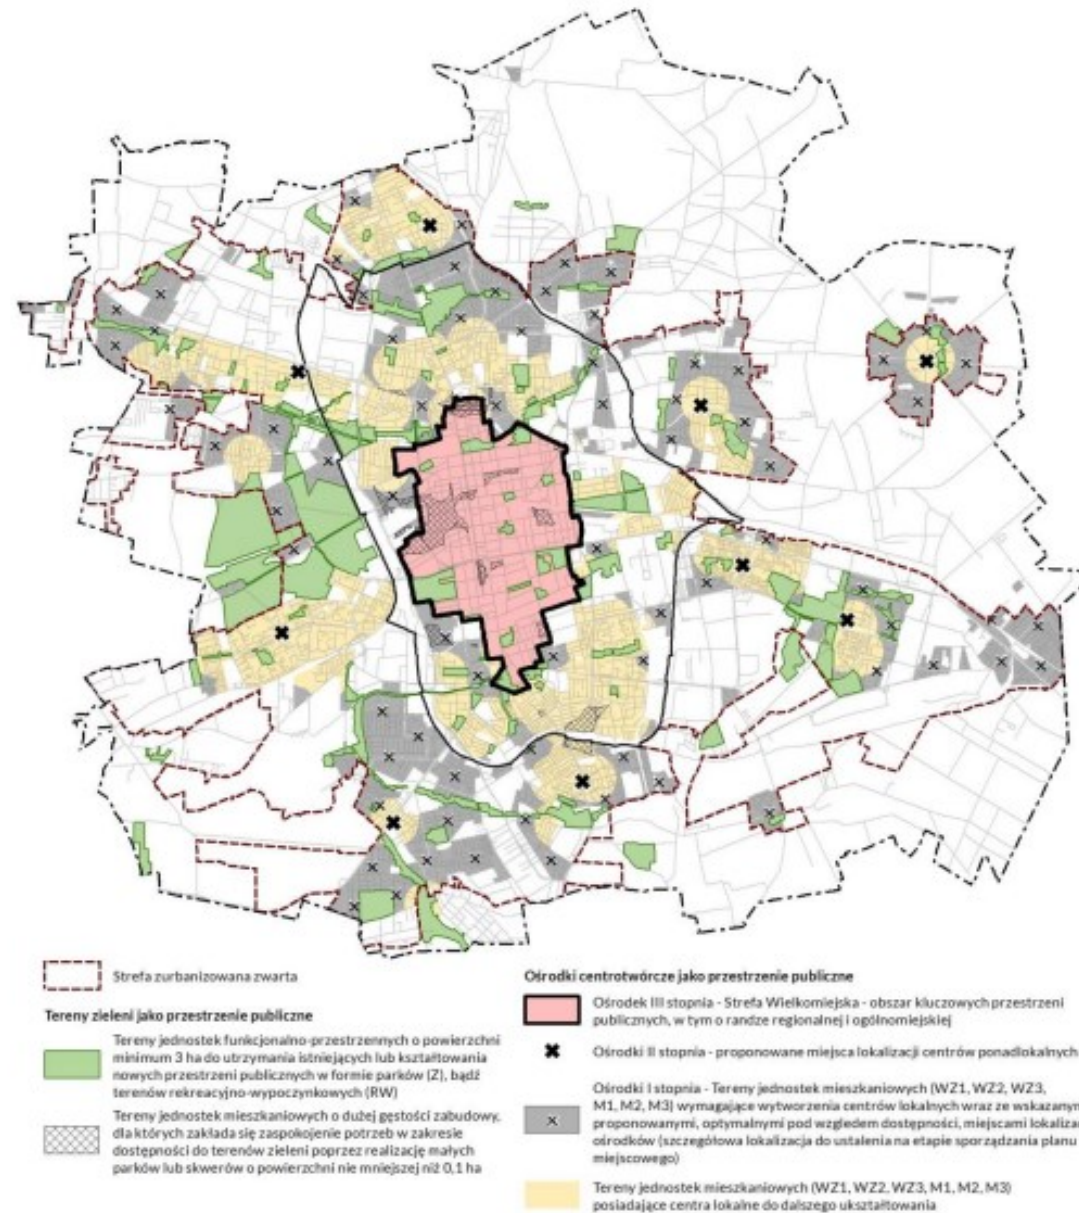 Strefa zurbanizowana zwarta
Tereny zieleni jako przestrzenie publiczne
Tereny jednostek funkcjonalno-przestrzennych o powierzchni
minimum 3 ha do utrzymania istniejących lub kształtowania
nowych przestrzeni publicznych w formie parków (Z), bądź
terenów rekreacyjno-wypoczynkowych (RW)
Tereny jednostek mieszkaniowych o dużej gęstości zabudowy,
dla których zakłada się zaspokojenie potrzeb w zakresie
dostępności do terenów zieleni poprzez realizację małych
parków lub skwerów o powierzchni nie mniejszej niż 0,1 ha
Ośrodki centrotwórcze jako przestrzenie publiczne
Ośrodek III stopnia - Strefa Wielkomiejska - obszar kluczowych przestrzeni
publicznych, w tym o randze regionalnej i ogólnomiejskiej
Ośrodki II stopnia - proponowane miejsca lokalizacji centrów ponadlokalnych
Ośrodki I stopnia - Tereny jednostek mieszkaniowych (WZ1, WZ2, WZ3,
M1, M2, M3) wymagające wytworzenia centrów lokalnych wraz ze wskazanym
proponowanymi, optymalnymi pod względem dostępności, miejscami lokaliza
ośrodków (szczegółowa lokalizacja do ustalenia na etapie sporządzania planu
miejscowego)
Tereny jednostek mieszkaniowych (WZ1, WZ2, WZ3, M1, M2, M3)
posiadające centra lokalne do dalszego ukształtowania